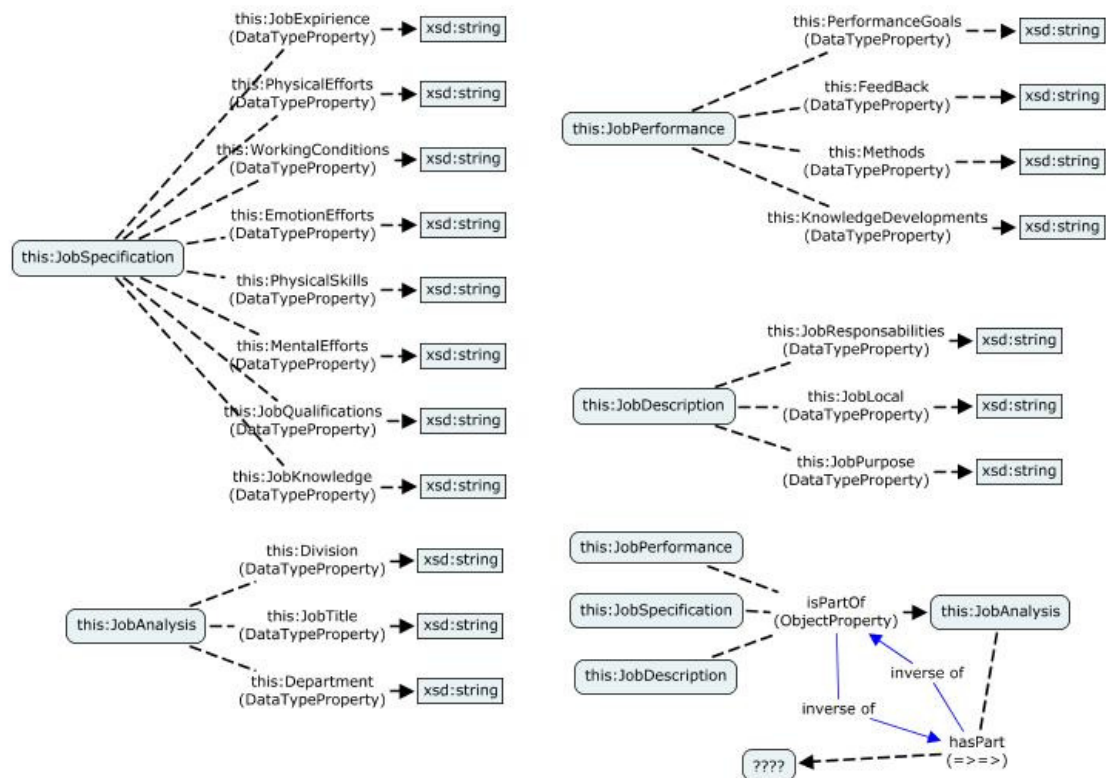 this:JobExpirience
(DataTypeProperty)
xsd:string
this:PhysicalEfforts
(DataTypeProperty)
xsd:string
this:WorkingConditions
(DataTypeProperty)
xsd:string
this:EmotionEfforts
(DataTypeProperty)
xsd:string
this:JobSpecification
this:PhysicalSkills
(DataTypeProperty)
xsd:string
this:MentalEfforts
(DataTypeProperty)
xsd:string
this:JobQualifications
(DataTypeProperty)
xsd:string
this:JobKnowledge
(DataTypeProperty)
xsd:string
this:PerformanceGoals
(DataTypeProperty)
xsd:string
this:FeedBack
(DataTypeProperty)
xsd:string
this:JobPerformance
this:Methods
(DataTypeProperty)
xsd:string
this:KnowledgeDevelopments
(DataTypeProperty)
xsd:string
this:JobResponsabilities
(DataTypeProperty)
xsd:string
this:JobDescription
this:JobLocal
(DataTypeProperty)
xsd:string
this:JobPurpose
(DataTypeProperty)
xsd:string
this:Division
(DataTypeProperty)
xsd:string
this:JobAnalysis
this:JobTitle
(DataTypeProperty)
xsd:string
this:Department
(DataTypeProperty)
xsd:string
this:JobPerformance
this:JobSpecification
this:JobDescription
isPartOf
(ObjectProperty)
this:JobAnalysis
inverse of
inverse of
hasPart
(=>=>)
????